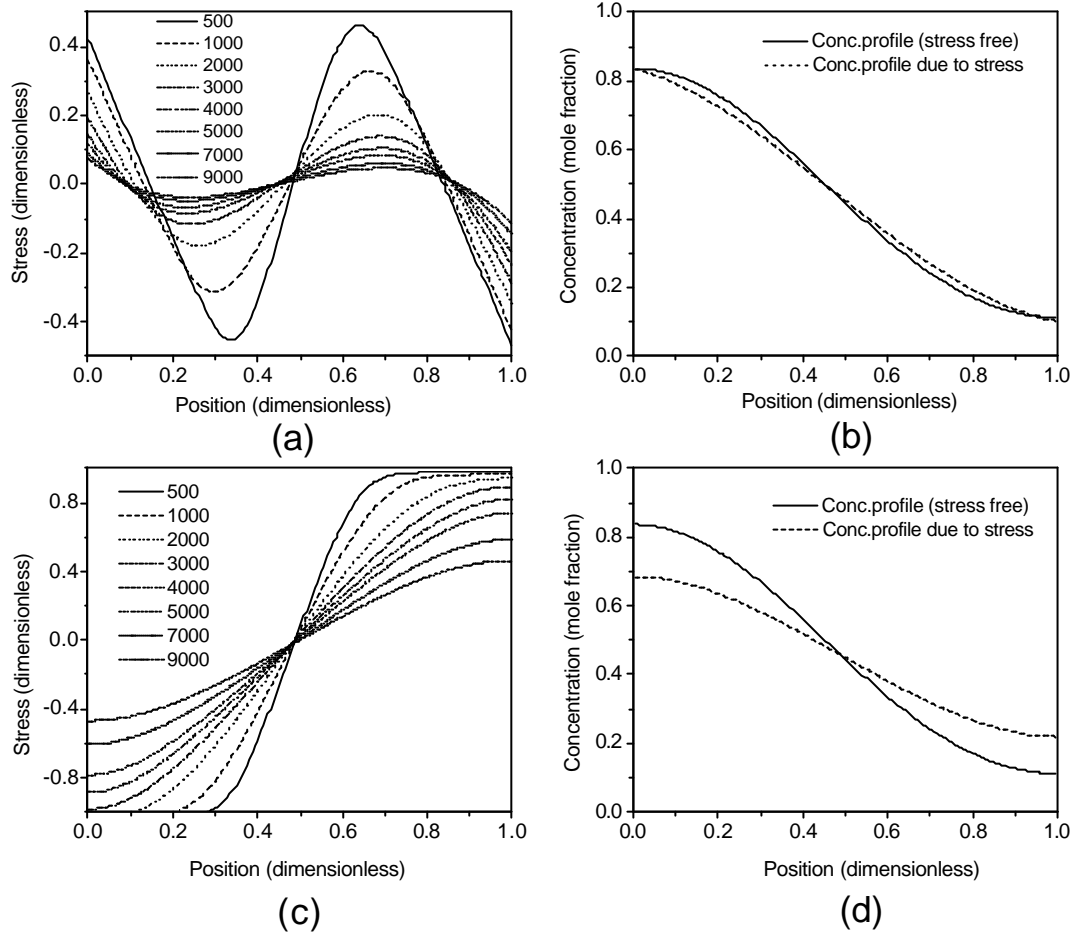 500
1000
2000
3000
4000
5000
7000
9000
0.4
0.2
0.0
-0.2
-0.4
Stress (dimensionless)
0.0 0.2 0.4 0.6 0.8 1.0
Position (dimensionless)
(a)
Conc.profile (stress free)
Conc.profile due to stress
1.0
0.8
0.6
0.4
0.2
0.0
Concentration (mole fraction)
0.0 0.2 0.4 0.6 0.8 1.0
Position (dimensionless)
(b)
500
1000
2000
3000
4000
5000
7000
9000
0.8
0.4
0.0
-0.4
-0.8
Stress (dimensionless)
0.0 0.2 0.4 0.6 0.8 1.0
Position (dimensionless)
(c)
Conc.profile (stress free)
Conc.profile due to stress
1.0
0.8
0.6
0.4
0.2
0.0
Concentration (mole fraction)
0.0 0.2 0.4 0.6 0.8 1.0
Position (dimensionless)
(d)